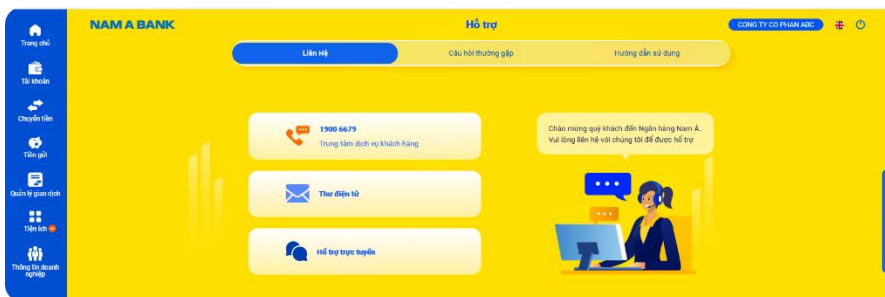 NAM A BANK
Hỗ trợ
CONG TY CO PHAN ABC
Trang chủ
Tài khoản
Chuyển tiền
Tiền gửi
Quản lý giao dịch
Tiện ích
Thông tin doanh
nghiệp
Liên Hệ
Câu hỏi thường gặp
Hướng dẫn sử dụng
1900 6679
Trung tâm dịch vụ khách hàng
Thư điện tử
Hỗ trợ trực tuyến
Chào mừng quý khách đến Ngân hàng Nam Á.
Vui lòng liên hệ với chúng tôi để được hỗ trợ